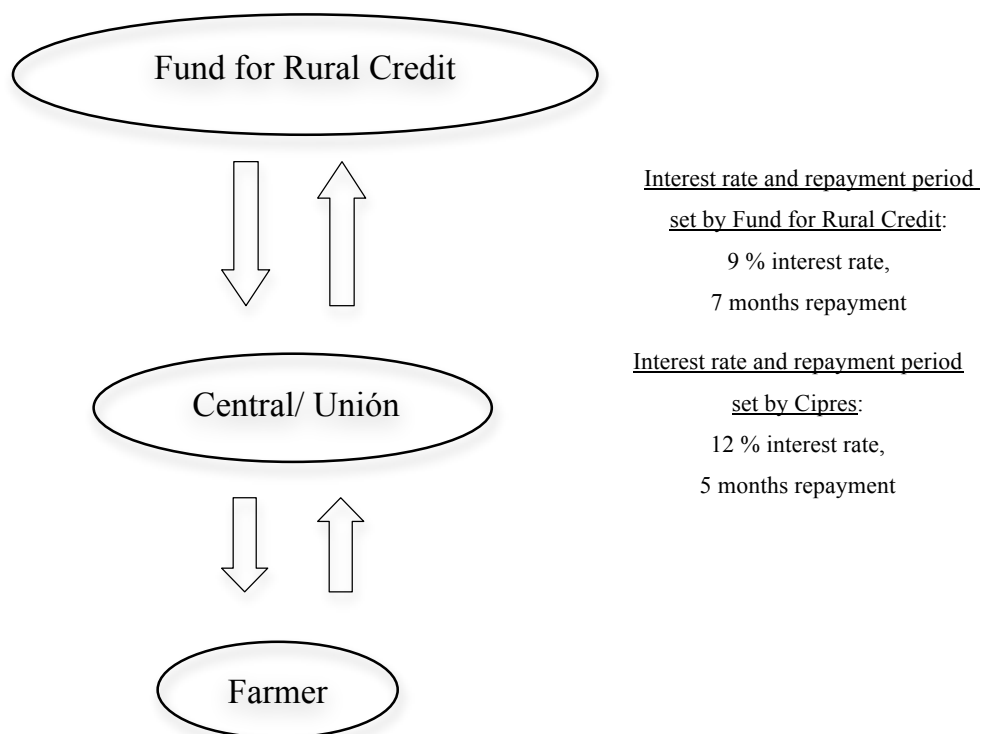 Fund for Rural Credit
Interest rate and repayment period
set by Fund for Rural Credit:
9 % interest rate,
7 months repayment
Interest rate and repayment period
set by Cipres:
12 % interest rate,
5 months repayment
Central/ Unión
Farmer